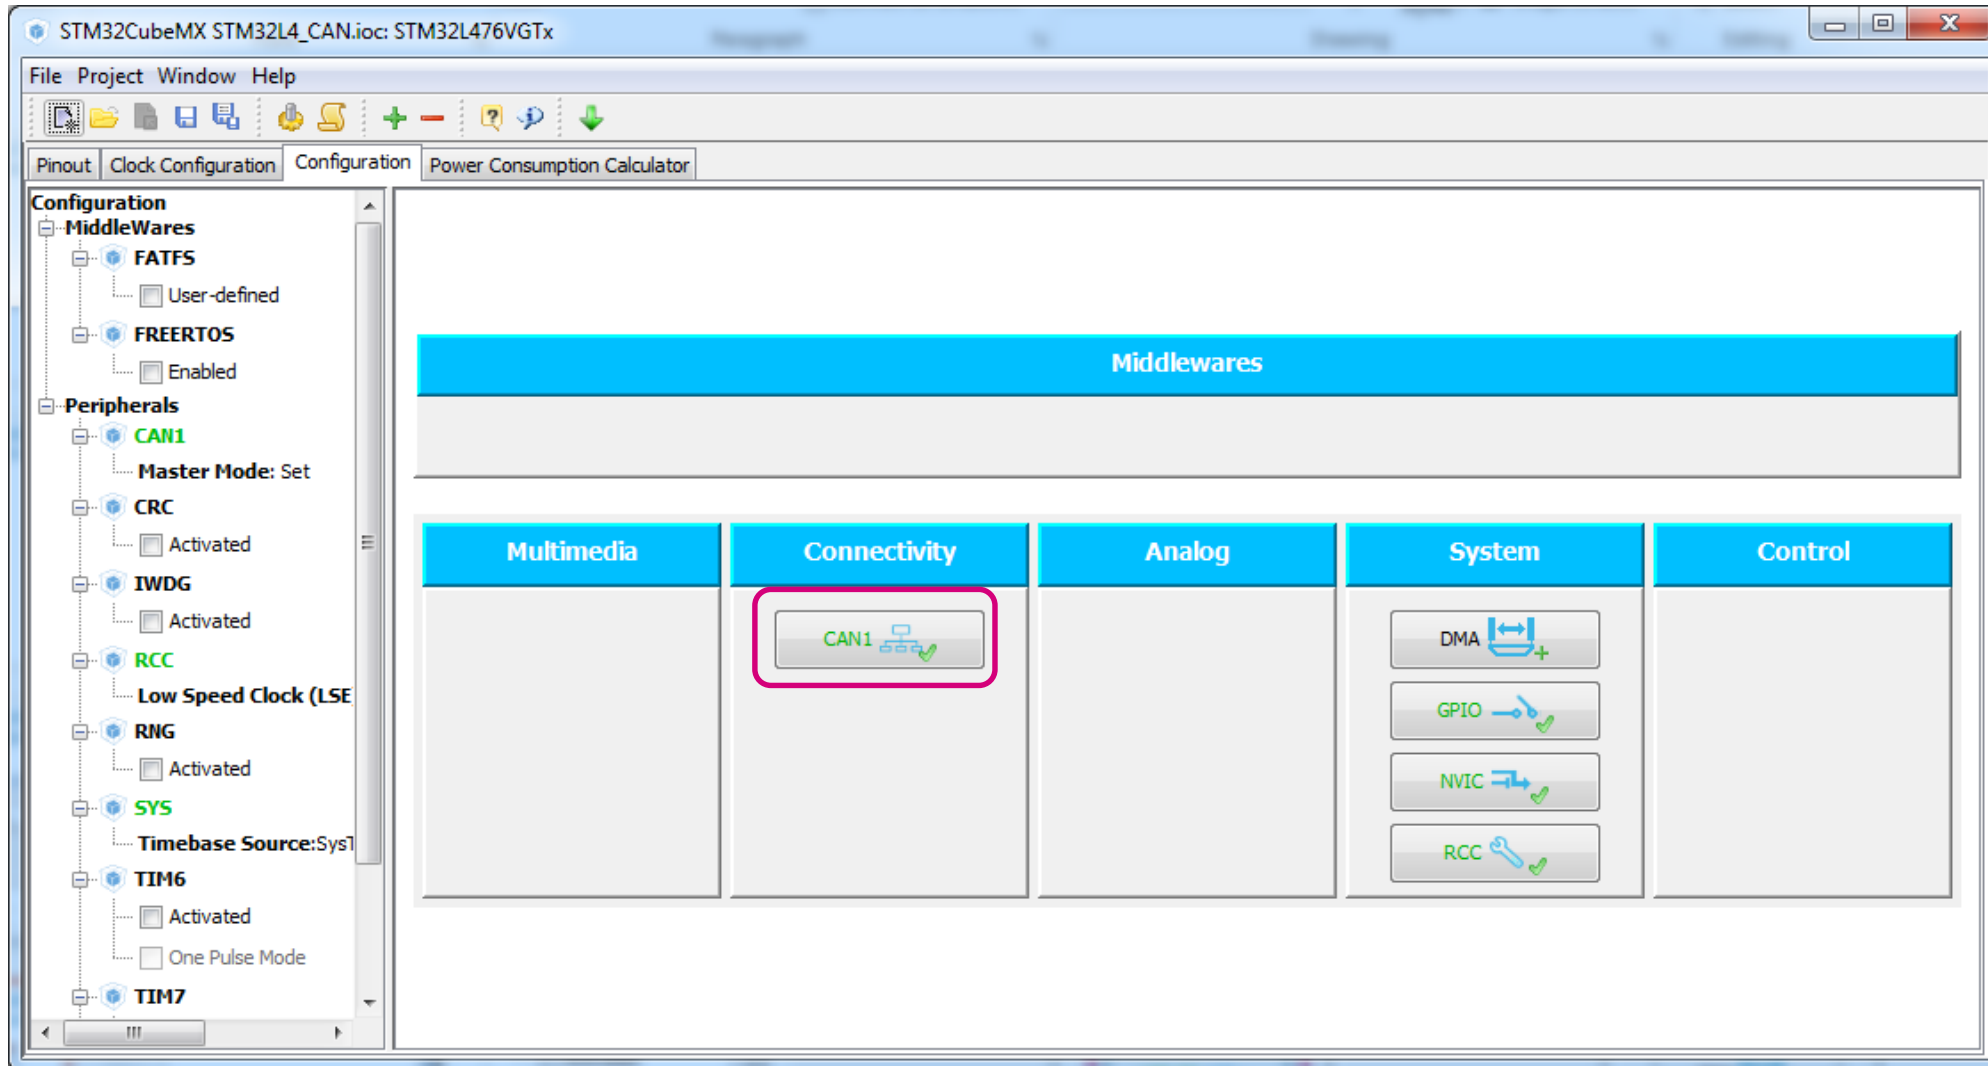 STM32CubeMX STM32L4_CAN.ioc: STM32L476VGTx
File Project Window Help
Pinout Clock Configuration Configuration Power Consumption Calculator
Configuration
MiddleWares
FATFS
User-defined
FREERTOS
Enabled
Peripherals
CAN1
Master Mode: Set
CRC
Activated
IWDG
Activated
RCC
Low Speed Clock (LSE
RNG
Activated
SYS
Timebase Source:SysT
TIM6
Activated
One Pulse Mode
TIM7
Middlewares
Multimedia Connectivity Analog System Control
CAN1
DMA
GPIO
NVIC
RCC